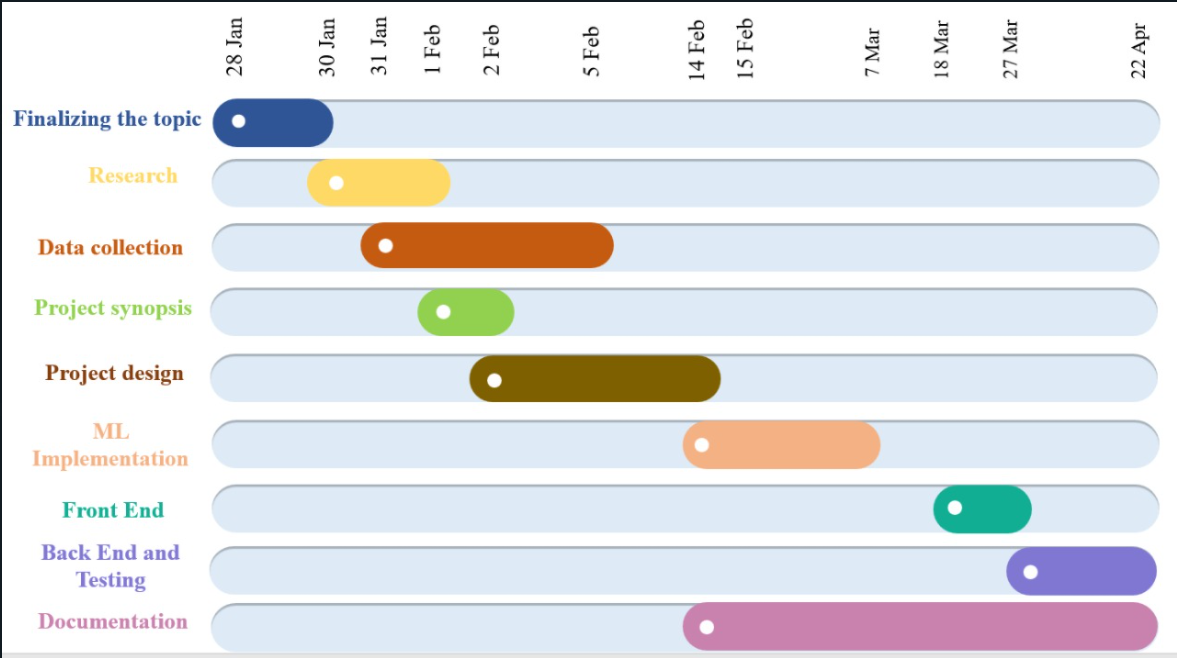 28 Jan
30 Jan
31 Jan
1 Feb
2 Feb
5 Feb
14 Feb
15 Feb
7 Mar
18 Mar
27 Mar
22 Apr
Finalizing the topic
Research
Data collection
Project synopsis
Project design
ML
Implementation
Front End
Back End and
Testing
Documentation